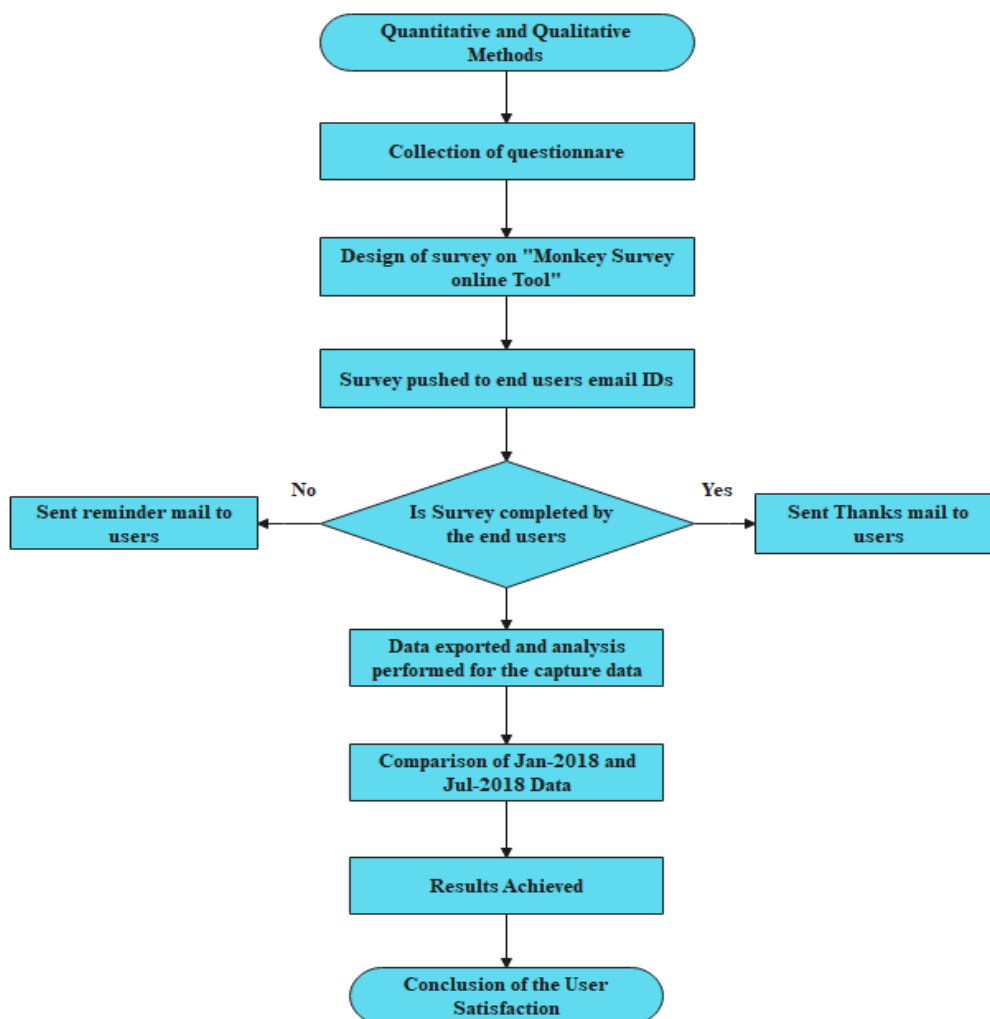 Quantitative and Qualitative
Methods
Collection of questionnare
Design of survey on "Monkey Survey
online Tool"
Survey pushed to end users email IDs
No
Yes
Sent reminder mail to
users
Is Survey completed by
the end users
Sent Thanks mail to
users
Data exported and analysis
performed for the capture data
Comparison of Jan-2018 and
Jul-2018 Data
Results Achieved
Conclusion of the User
Satisfaction